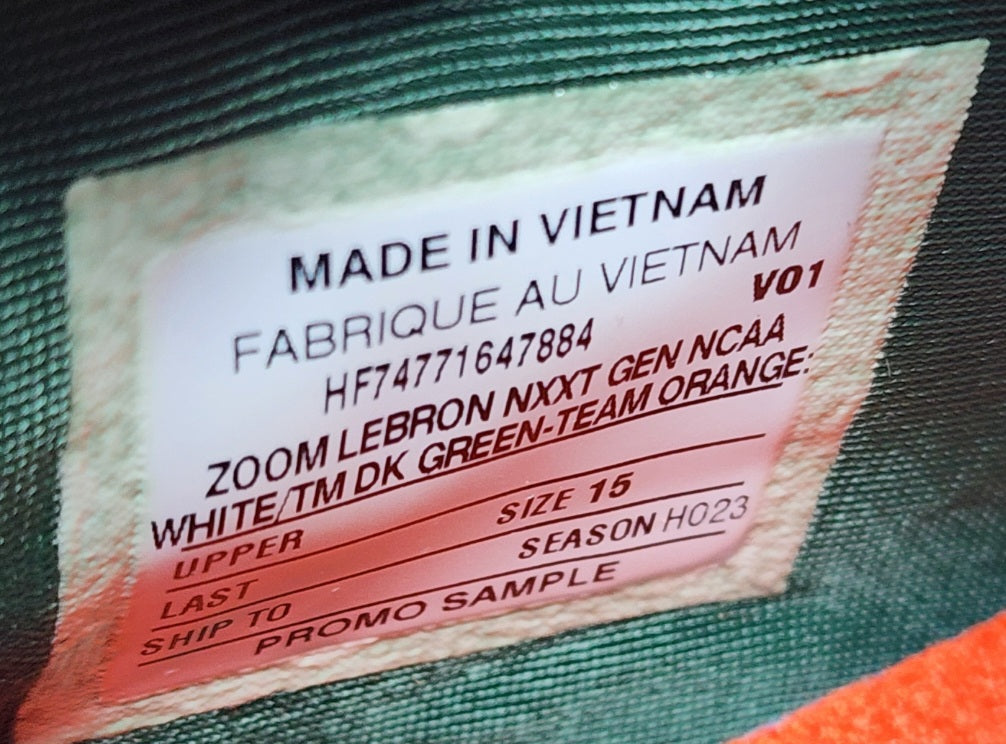 MADE IN VIETNAM
FABRIQUE AU VIETNAM
V01
HF74771647884
ZOOM LEBRON NXXT GEN NCAA
WHITE/TM DK GREEN-TEAM ORANGE:
UPPER
SIZE 15
LAST
SEASON HO23
SHIP TO
PROMO SAMPLE